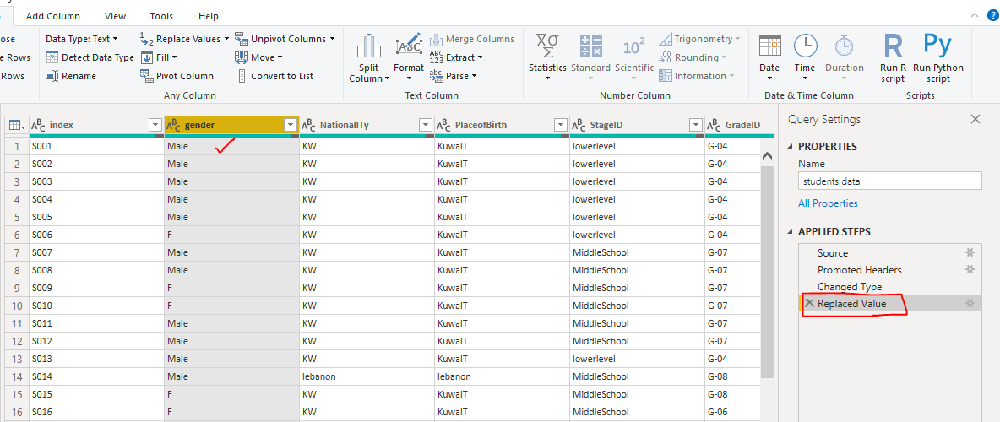 Add Column View Tools Help
ose Data Type: Text Replace Values Unpivot Columns Merge Columns Trigonometry
e Rows Detect Data Type Fill Move Split Column Format Extract Statistics Standard Scientific Rounding Date Time Duration Run R script Run Python script
Rows Rename Pivot Column Convert to List Parse Information
Any Column Text Column Number Column Date & Time Column Scripts
index gender NationalITy PlaceofBirth StageID GradeID
1 S001 Male KW KuwaIT lowerlevel G-04
2 S002 Male KW KuwaIT lowerlevel G-04
3 S003 Male KW KuwaIT lowerlevel G-04
4 S004 Male KW KuwaIT lowerlevel G-04
5 S005 Male KW KuwaIT lowerlevel G-04
6 S006 F KW KuwaIT lowerlevel G-04
7 S007 Male KW KuwaIT MiddleSchool G-07
8 S008 Male KW KuwaIT MiddleSchool G-07
9 S009 F KW KuwaIT MiddleSchool G-07
10 S010 F KW KuwaIT MiddleSchool G-07
11 S011 Male KW KuwaIT MiddleSchool G-07
12 S012 Male KW KuwaIT MiddleSchool G-07
13 S013 Male KW KuwaIT lowerlevel G-04
14 S014 Male lebanon lebanon MiddleSchool G-08
15 S015 F KW KuwaIT MiddleSchool G-08
16 S016 F KW KuwaIT MiddleSchool G-06
Query Settings
PROPERTIES
Name
students data
All Properties
APPLIED STEPS
Source
Promoted Headers
Changed Type
Replaced Value